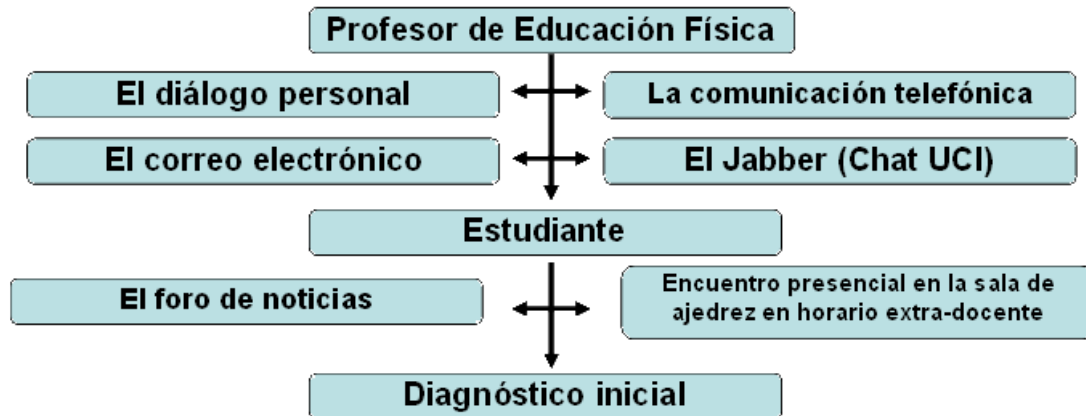 Profesor de Educación Física
El diálogo personal
La comunicación telefónica
El correo electrónico
El Jabber (Chat UCI)
Estudiante
El foro de noticias
Encuentro presencial en la sala de
ajedrez en horario extra-docente
Diagnóstico inicial